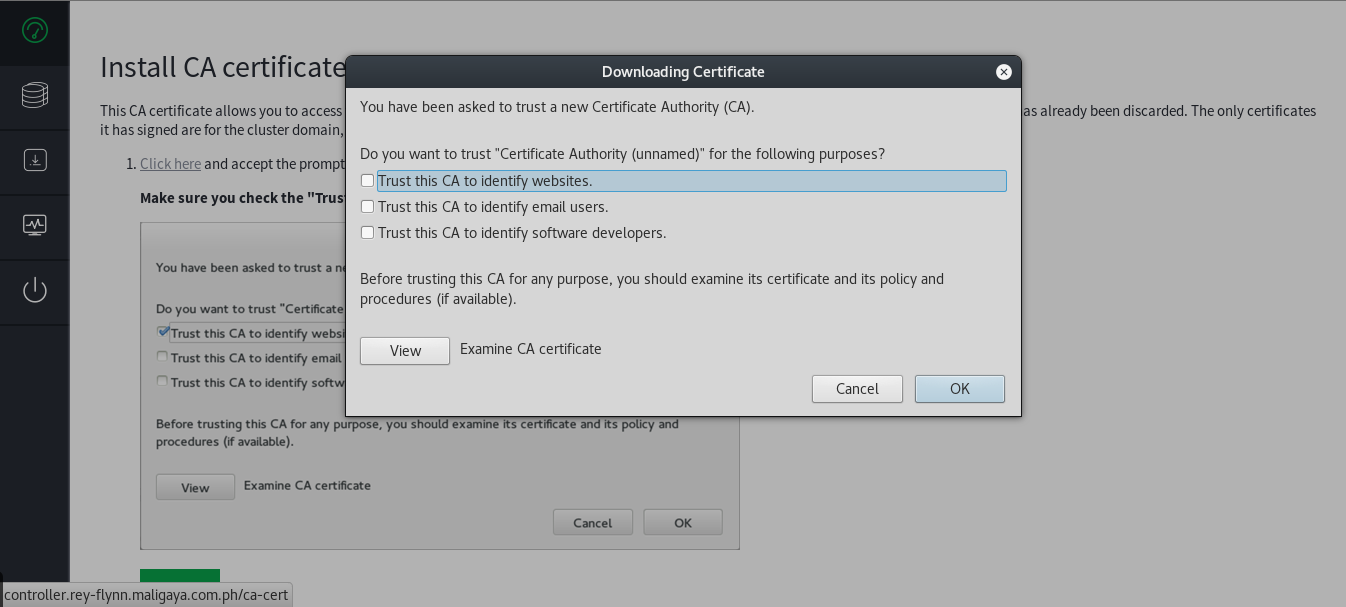 Install CA certificate
This CA certificate allows you to access
as already been discarded. The only certificates
it has signed are for the cluster domain,
1. Click here and accept the prompt
Make sure you check the "Trus
Downloading Certificate
You have been asked to trust a new Certificate Authority (CA).
Do you want to trust "Certificate Authority (unnamed)" for the following purposes?
Trust this CA to identify websites.
Trust this CA to identify email users.
Trust this CA to identify software developers.
Before trusting this CA for any purpose, you should examine its certificate and its policy and
procedures (if available).
View Examine CA certificate
Cancel OK
You have been asked to trust a ne
Do you want to trust "Certificate
Trust this CA to identify websi
Trust this CA to identify email
Trust this CA to identify softw
Before trusting this CA for any purpose, you should examine its certificate and its policy and
procedures (if available).
View Examine CA certificate
Cancel OK
controller.rey-flynn.maligaya.com.ph/ca-cert